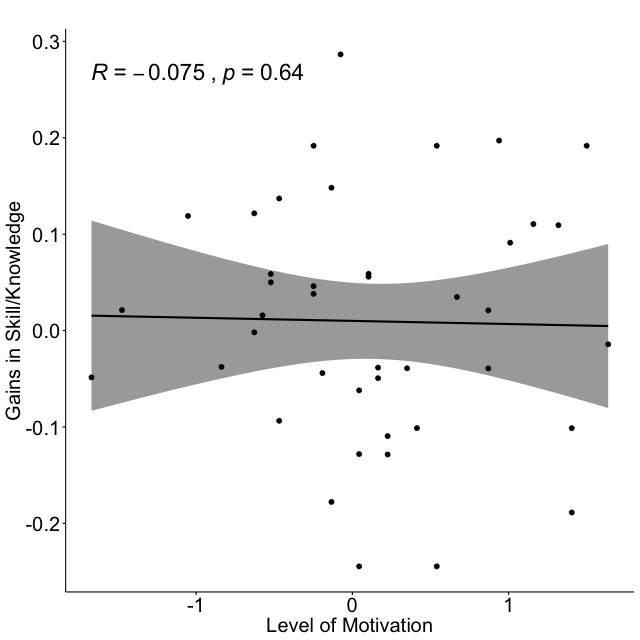 0.3
R = −0.075 , p = 0.64
0.2
0.1
0.0
-0.1
-0.2
Gains in Skill/Knowledge
-1 0 1
Level of Motivation